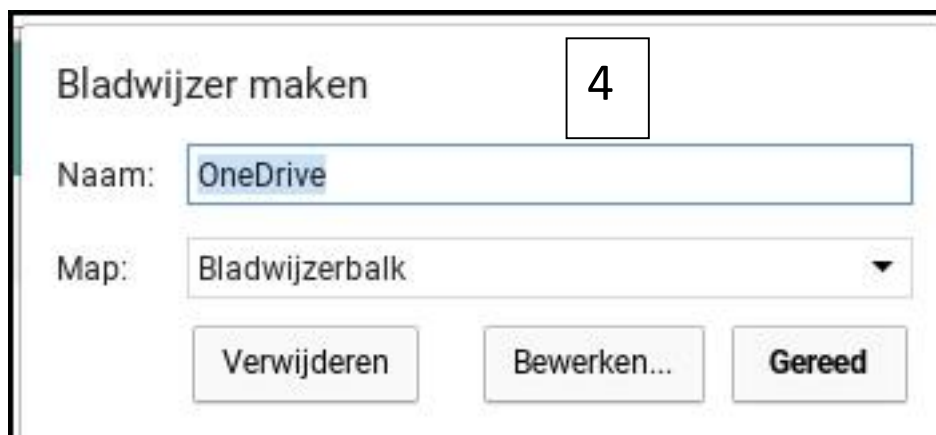 Bladwijzer maken
4
Naam: OneDrive
Map: Bladwijzerbalk
Verwijderen Bewerken... Gereed